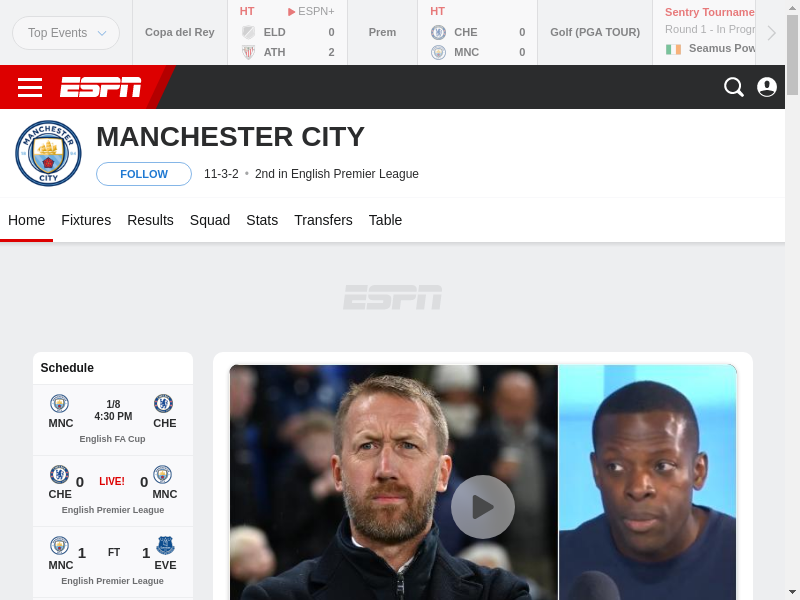 Top Events
Copa del Rey
HT ▶ESPN+
ELD 0
ATH 2
Prem
HT
CHE 0
MNC 0
Golf (PGA TOUR)
Sentry Tourname
Round 1 - In Progr
Seamus Pow
ESPN
MANCHESTER CITY
FOLLOW 11-3-2 • 2nd in English Premier League
Home Fixtures Results Squad Stats Transfers Table
ESPN
MANCHESTER
CITY
Schedule
1/8
4:30 PM
MNC CHE
English FA Cup
0 LIVE! 0
CHE MNC
English Premier League
1 FT 1
MNC EVE
English Premier League